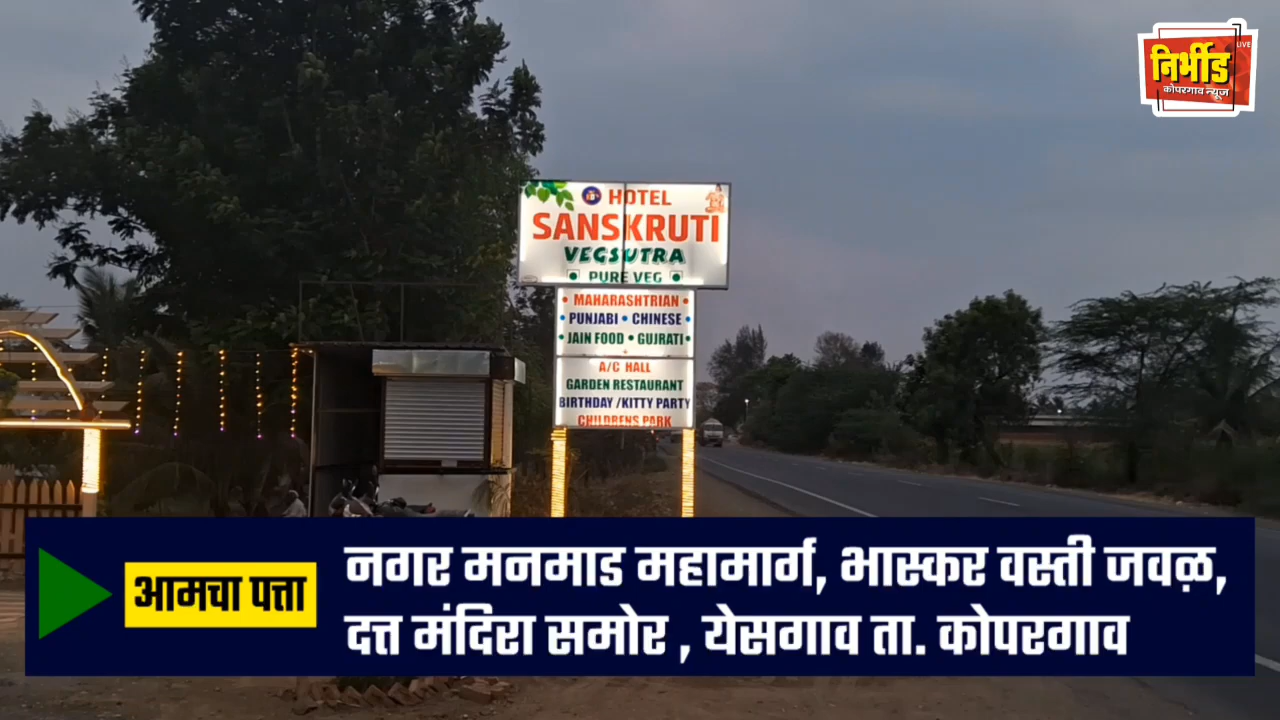 निर्भीड
LIVE
कोपरगाव न्यूज
HOTEL
SANSKRUTI
VEGSUTRA
• PURE VEG •
• MAHARASHTRIAN •
• PUNJABI • CHINESE •
• JAIN FOOD • GUJRATI •
A/C HALL
GARDEN RESTAURANT
BIRTHDAY /KITTY PARTY
CHILDRENS PARK
आमचा पत्ता
नगर मनमाड महामार्ग, भास्कर वस्ती जवळ,
दत्त मंदिरा समोर , येसगाव ता. कोपरगाव